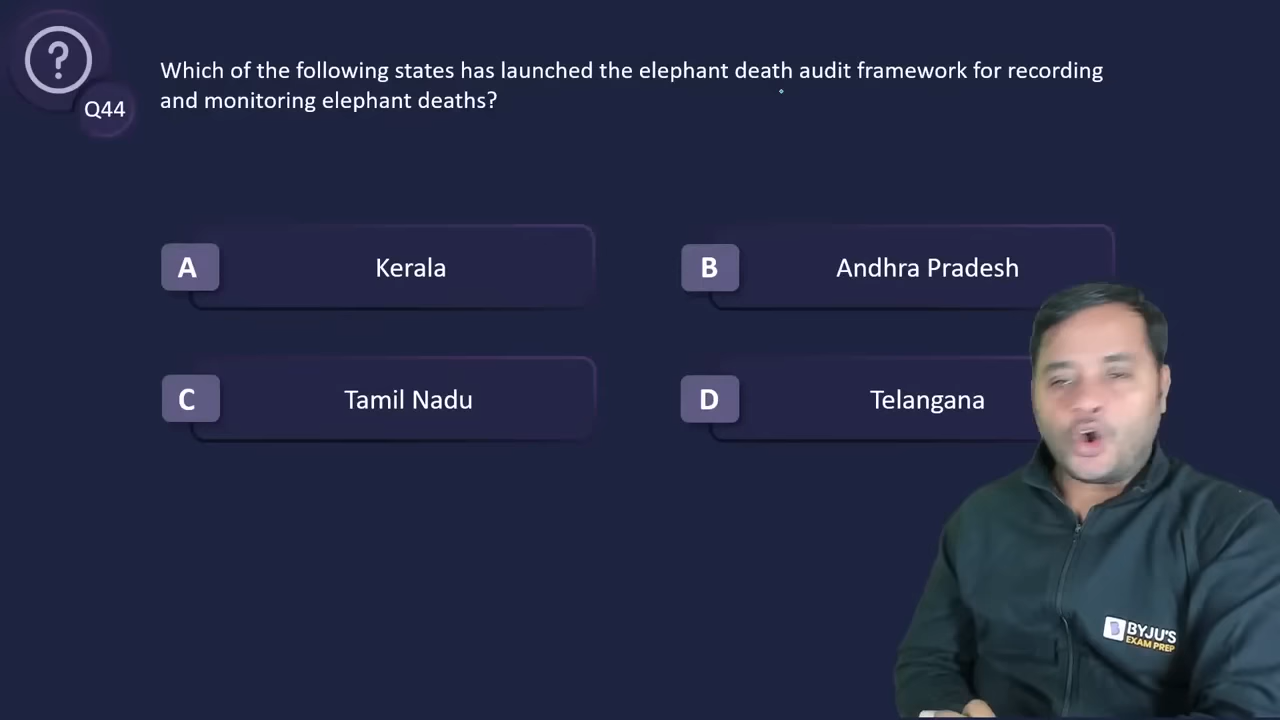 ?
Q44
Which of the following states has launched the elephant death audit framework for recording
and monitoring elephant deaths?
A
Kerala
B
Andhra Pradesh
C
Tamil Nadu
D
Telangana
B BYJU'S
EXAM PREP